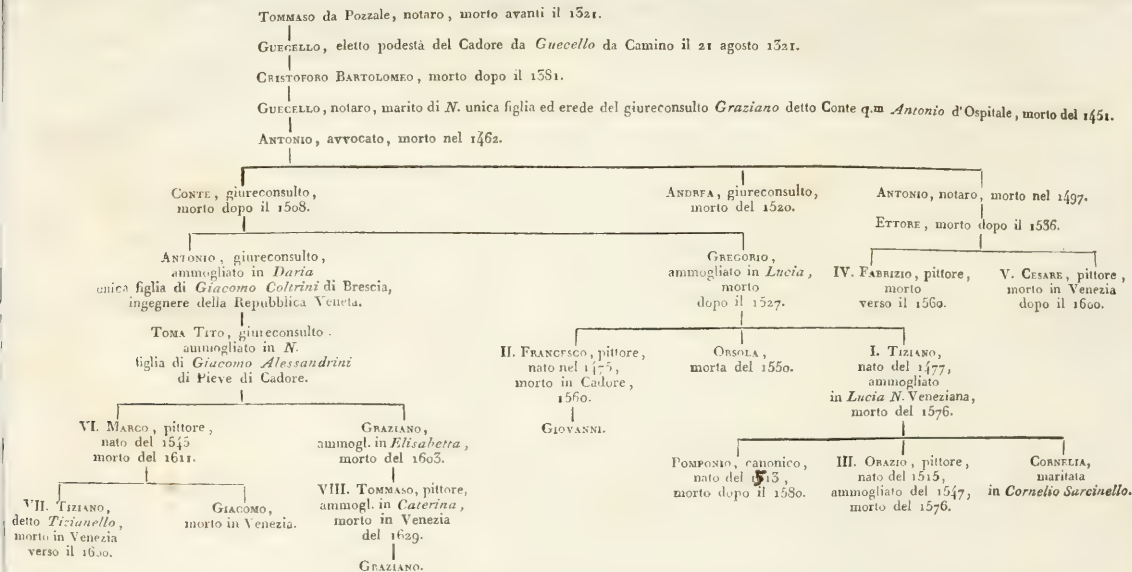 Tommaso da Pozzale, notaro, morto avanti il 1321.
Guecello, eletto podestà del Cadore da Guecello da Camino il 21 agosto 1321.
Cristoforo Bartolomeo, morto dopo il 1381.
Guecello, notaro, marito di N. unica figlia ed erede del giureconsulto Graziano detto Conte q.m Antonio d'Ospitale, morto del 1451.
Antonio, avvocato, morto nel 1462.
Conte, giureconsulto,
morto dopo il 1508.
Andrea, giureconsulto,
morto del 1520.
Antonio, notaro, morto nel 1497.
Ettore, morto dopo il 1536.
Antonio, giureconsulto,
ammogliato in Daria
unica figlia di Giacomo Coltrini di Brescia,
ingegnere della Repubblica Veneta.
Gregorio,
ammogliato in Lucia,
morto
dopo il 1527.
IV. Fabrizio, pittore,
morto
verso il 1560.
V. Cesare, pittore,
morto in Venezia
dopo il 1600.
Toma Tito, giureconsulto.
ammogliato in N.
figlia di Giacomo Alessandrini
di Pieve di Cadore.
II. Francesco, pittore,
nato nel 1475,
morto in Cadore,
1560.
Giovanni.
Orsola,
morta del 1550.
I. Tiziano,
nato del 1477,
ammogliato
in Lucia N. Veneziana,
morto del 1576.
VI. Marco, pittore,
nato del 1545
morto del 1611.
Graziano,
ammogl. in Elisabetta,
morto del 1603.
Pomponio, canonico,
nato del 1513,
morto dopo il 1580.
III. Orazio, pittore,
nato del 1515,
ammogliato del 1547,
morto del 1576.
Cornelia,
maritata
in Cornelio Sarcinello.
VII. Tiziano,
detto Tizianello,
morto in Venezia
verso il
Giacomo,
morto in Venezia.
VIII. Tommaso, pittore,
ammogl. in Caterina,
morto in Venezia
del 1629.
Graziano.